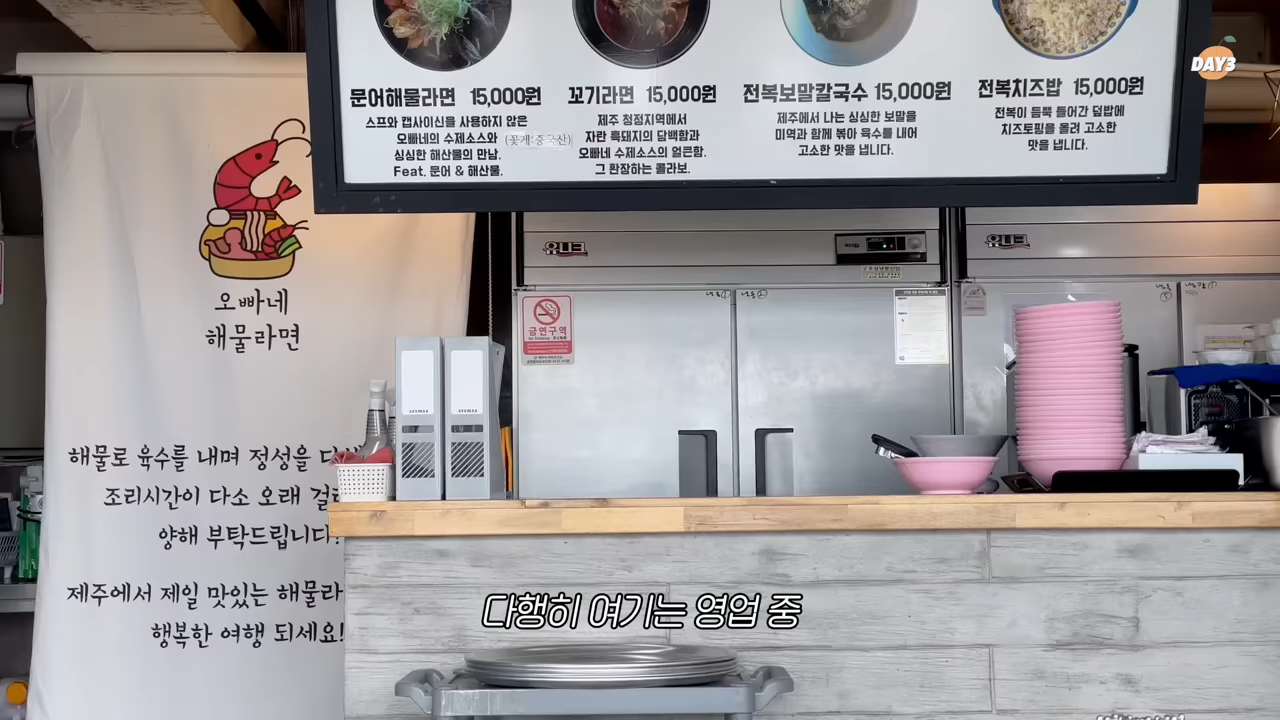 DAY3
문어해물라면 15,000원
스프와 캡사이신을 사용하지 않은
오빠네의 수제소스와 (꽃게:중국산)
싱싱한 해산물의 만남.
Feat. 문어 & 해산물.
꼬기라면 15,000원
제주 청정지역에서
자란 흑돼지의 담백함과
오빠네 수제소스의 얼큰함.
그 환장하는 콜라보.
전복보말칼국수 15,000원
제주에서 나는 싱싱한 보말을
미역과 함께 볶아 육수를 내어
고소한 맛을 냅니다.
전복치즈밥 15,000원
전복이 듬뿍 들어간 덮밥에
치즈토핑을 올려 고소한
맛을 냅니다.
오빠네
해물라면
해물로 육수를 내며 정성을
조리시간이 다소 오래
양해 부탁드립니다.
제주에서 제일 맛있는 해물라
행복한 여행 되세요!
유니크
유니크
금연구역
다행히 여기는 영업 중